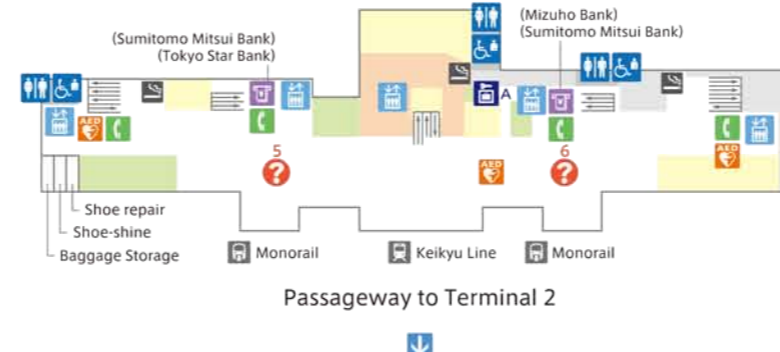 (Mizuho Bank)
(Sumitomo Mitsui Bank)
(Sumitomo Mitsui Bank)
(Tokyo Star Bank)
A
AED
5
6
AED
AED
Shoe repair
Shoe-shine
Baggage Storage
Monorail
Keikyu Line
Monorail
Passageway to Terminal 2